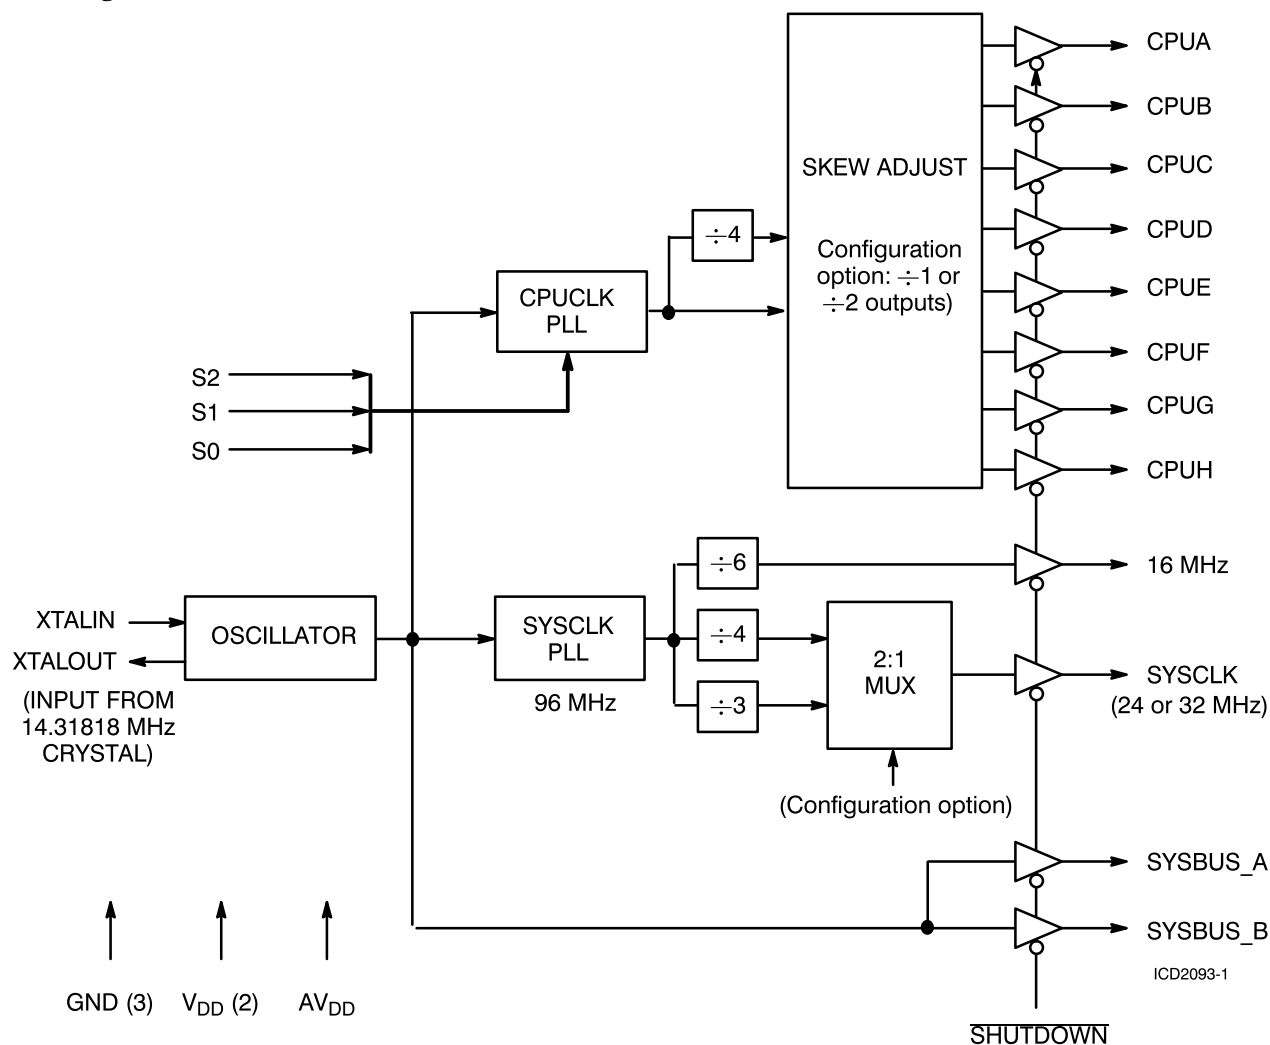 CPUA
CPUB
CPUC
CPUD
CPUE
CPUF
CPUG
CPUH
SKEW ADJUST
Configuration
option: ÷1 or
÷2 outputs)
÷4
CPUCLK
PLL
S2
S1
S0
÷6
16 MHz
XTALIN
XTALOUT
(INPUT FROM
14.31818 MHz
CRYSTAL)
OSCILLATOR
SYSCLK
PLL
96 MHz
÷4
÷3
2:1
MUX
(Configuration option)
SYSCLK
(24 or 32 MHz)
SYSBUS_A
SYSBUS_B
ICD2093-1
GND (3)
VDD (2)
AVDD
SHUTDOWN